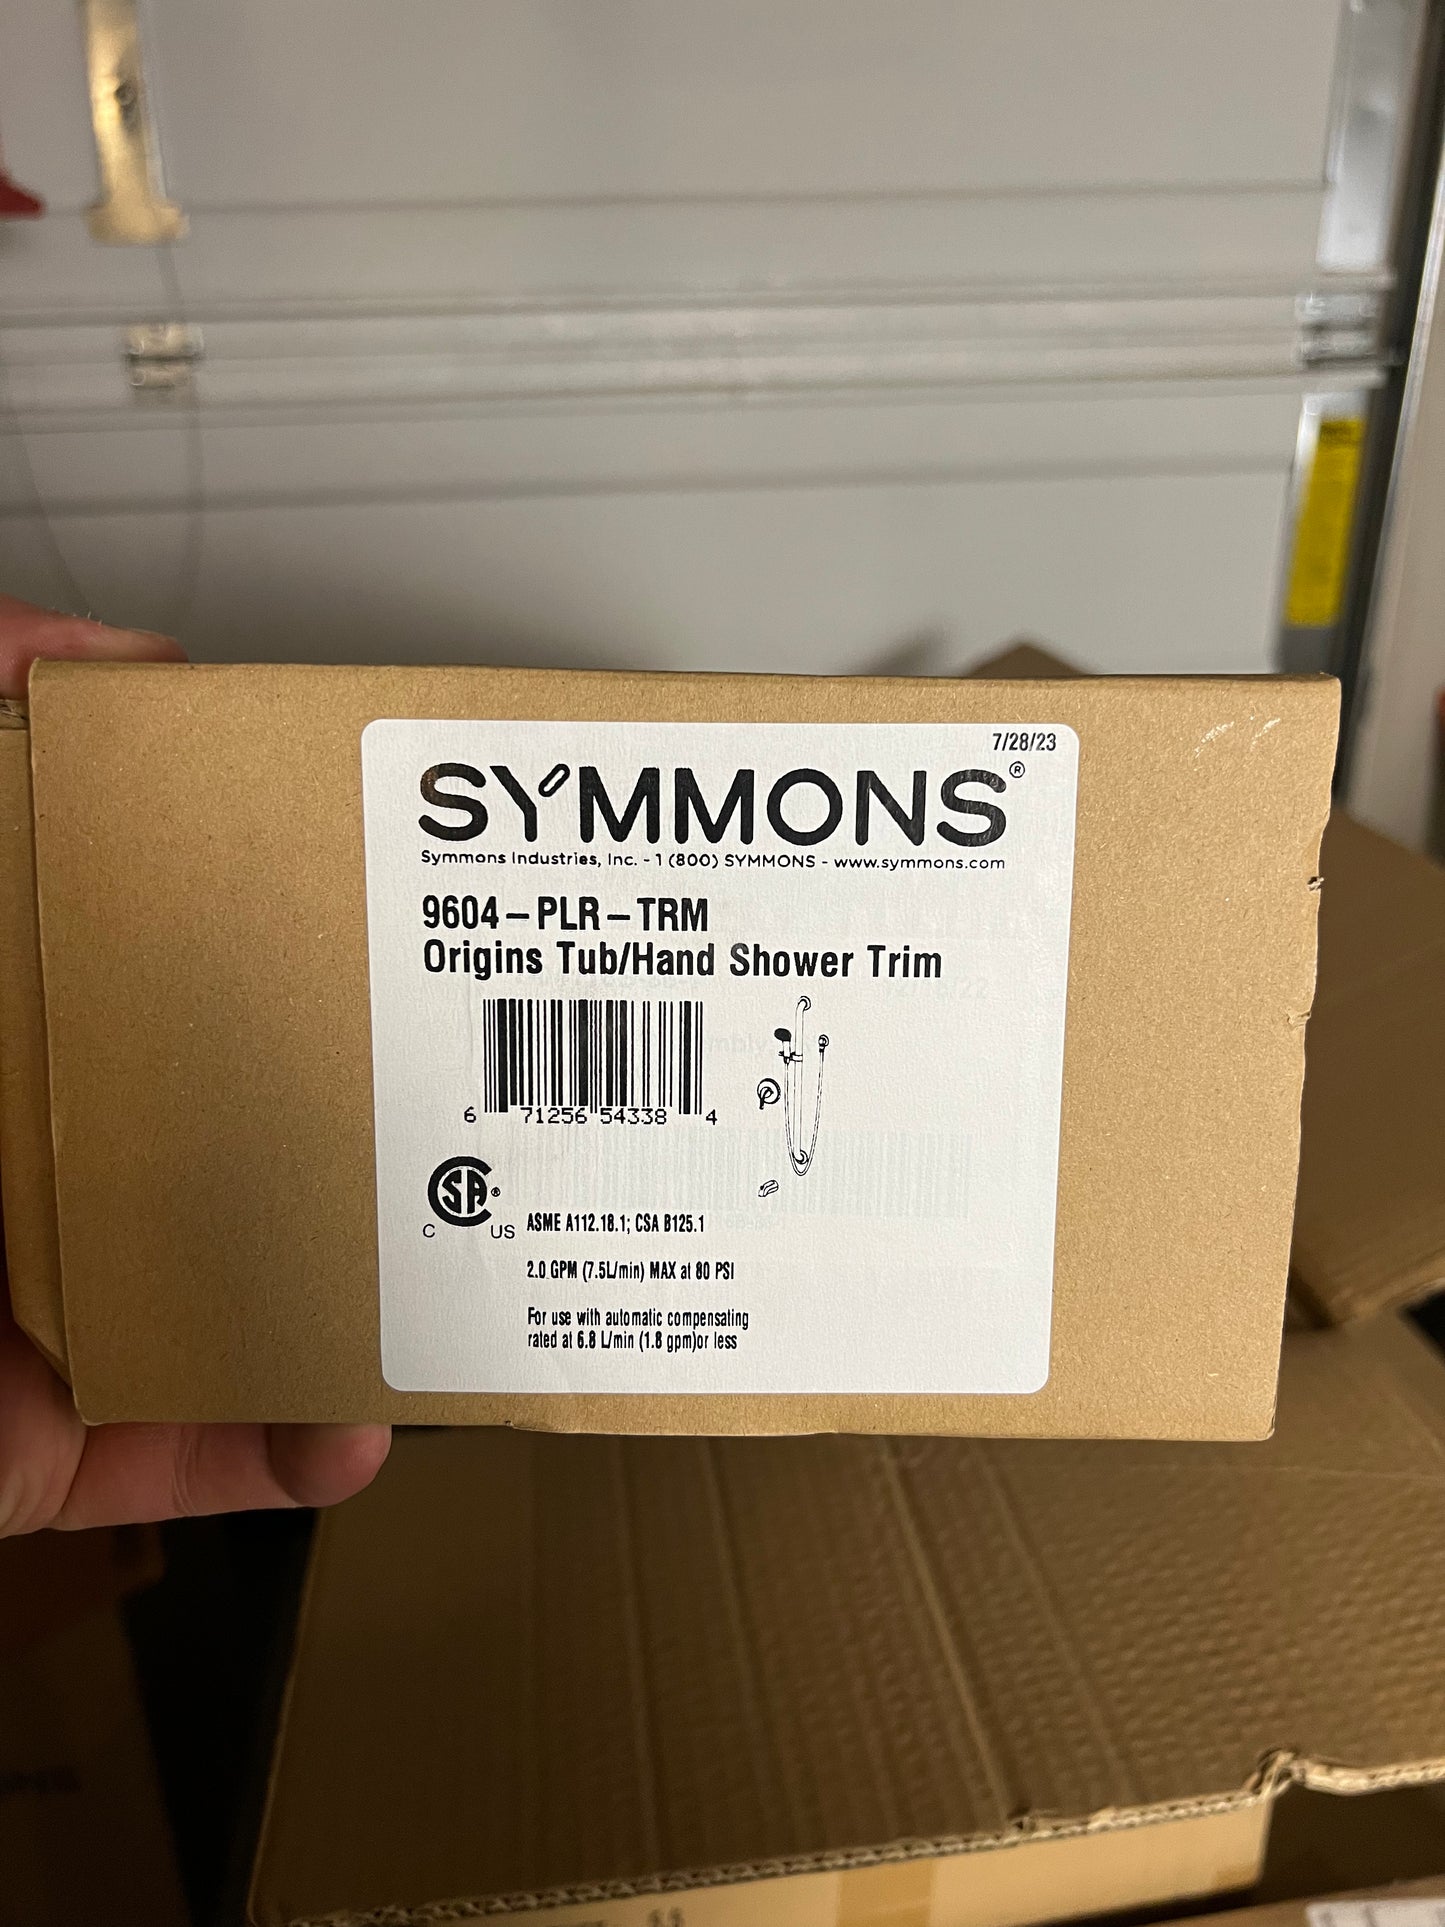 7/28/23
SYMMONS®
Symmons Industries, Inc. - 1 (800) SYMMONS - www.symmons.com
9604-PLR-TRM
Origins Tub/Hand Shower Trim
6 71256 54338 4
CSA®
C US
ASME A112.18.1; CSA B125.1
2.0 GPM (7.5L/min) MAX at 80 PSI
For use with automatic compensating
rated at 6.8 L/min (1.8 gpm)or less